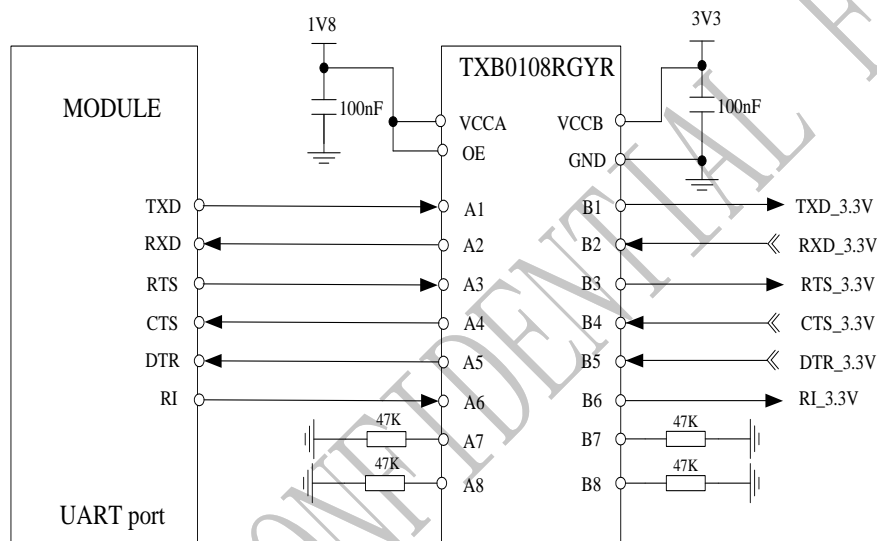 1V8
3V3
TXB0108RGYR
MODULE
100nF
100nF
VCCA
VCCB
OE
GND
TXD
A1
B1
TXD_3.3V
RXD
A2
B2
RXD_3.3V
RTS
A3
B3
RTS_3.3V
CTS
A4
B4
CTS_3.3V
DTR
A5
B5
DTR_3.3V
RI
A6
B6
RI_3.3V
47K
A7
B7
47K
47K
A8
B8
47K
UART port